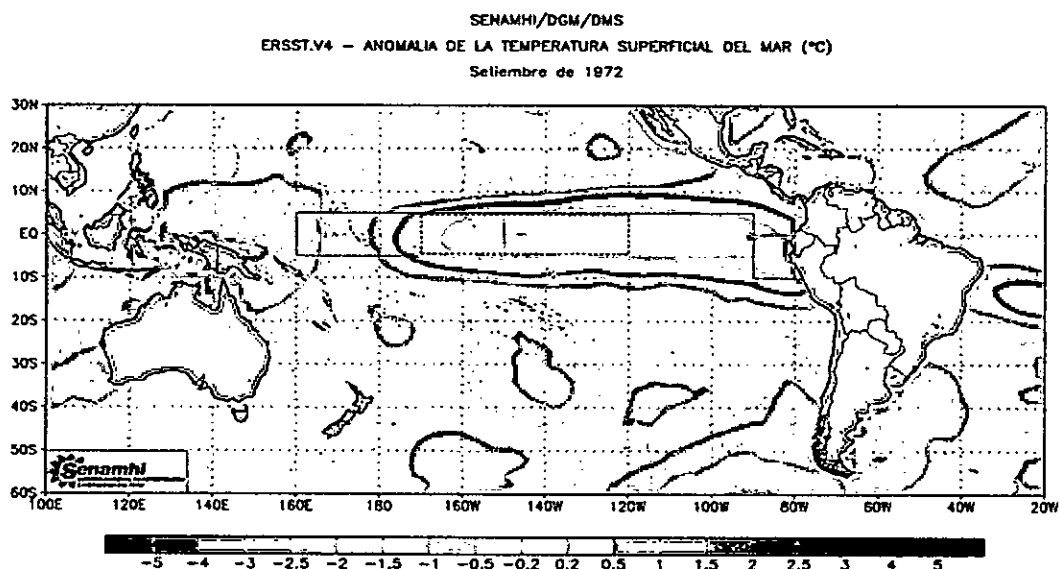 SENAMHI/DGM/DMS
ERSST.V4 – ANOMALIA DE LA TEMPERATURA SUPERFICIAL DEL MAR (°C)
Setiembre de 1972
30N
20N
10N
EQ
10S
20S
30S
40S
50S
60S
Senamhi
100E 120E 140E 160E 180 160W 140W 120W 100W 80W 60W 40W 20W
-5 -4 -3 -2.5 -2 -1.5 -1 -0.5 -0.2 0.2 0.5 1 1.5 2 2.5 3 4 5